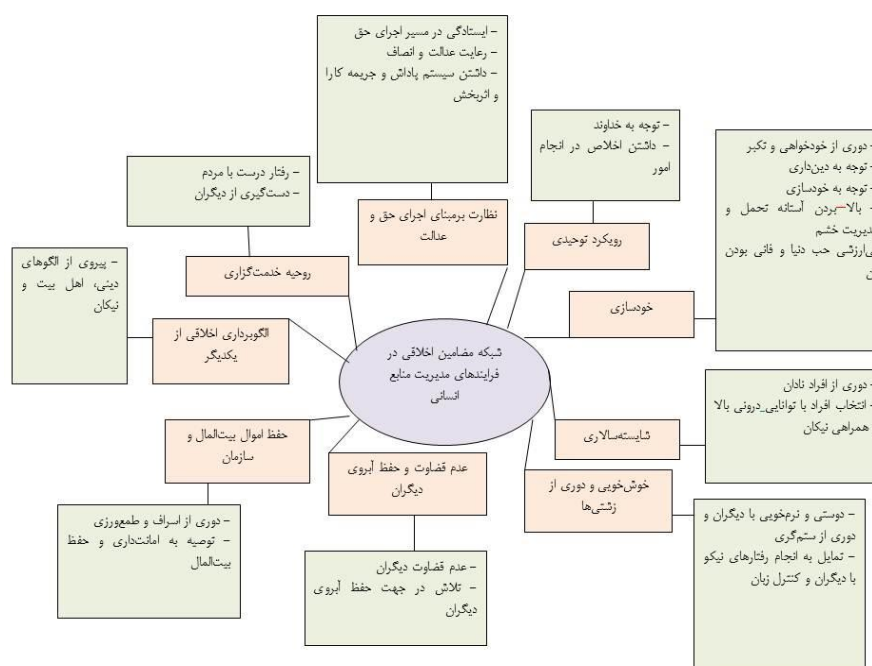 – ایستادگی در مسیر اجرای حق
– رعایت عدالت و انصاف
– داشتن سیستم پاداش و جریمه کارا
و اثربخش
نظارت برمبنای اجرای حق و
عدالت
– توجه به خداوند
– داشتن اخلاص در انجام
امور
رویکرد توحیدی
– دوری از خودخواهی و تکبر
– توجه به دین‌داری
– توجه به خودسازی
– بالا–بردن آستانه تحمل و
مدیریت خشم
ی‌ارزشی حب دنیا و فانی بودن
ن
خودسازی
– رفتار درست با مردم
– دست‌گیری از دیگران
روحیه خدمت‌گزاری
– پیروی از الگوهای
دینی، اهل بیت و
نیکان
الگوبرداری اخلاقی از
یکدیگر
شبکه مضامین اخلاقی در
فرایندهای مدیریت منابع
انسانی
– دوری از افراد نادان
– انتخاب افراد با توانایی_درونی بالا
همراهی نیکان
شایسته‌سالاری
حفظ اموال بیت‌المال و
سازمان
– دوری از اسراف و طمع‌ورزی
– توصیه به امانت‌داری و حفظ
بیت‌المال
عدم قضاوت و حفظ آبروی
دیگران
– عدم قضاوت دیگران
– تلاش در جهت حفظ آبروی
دیگران
خوش‌خویی و دوری از
زشتی‌ها
– دوستی و نرم‌خویی با دیگران و
دوری از ستم‌گری
– تمایل به انجام رفتارهای نیکو
با دیگران و کنترل زبان